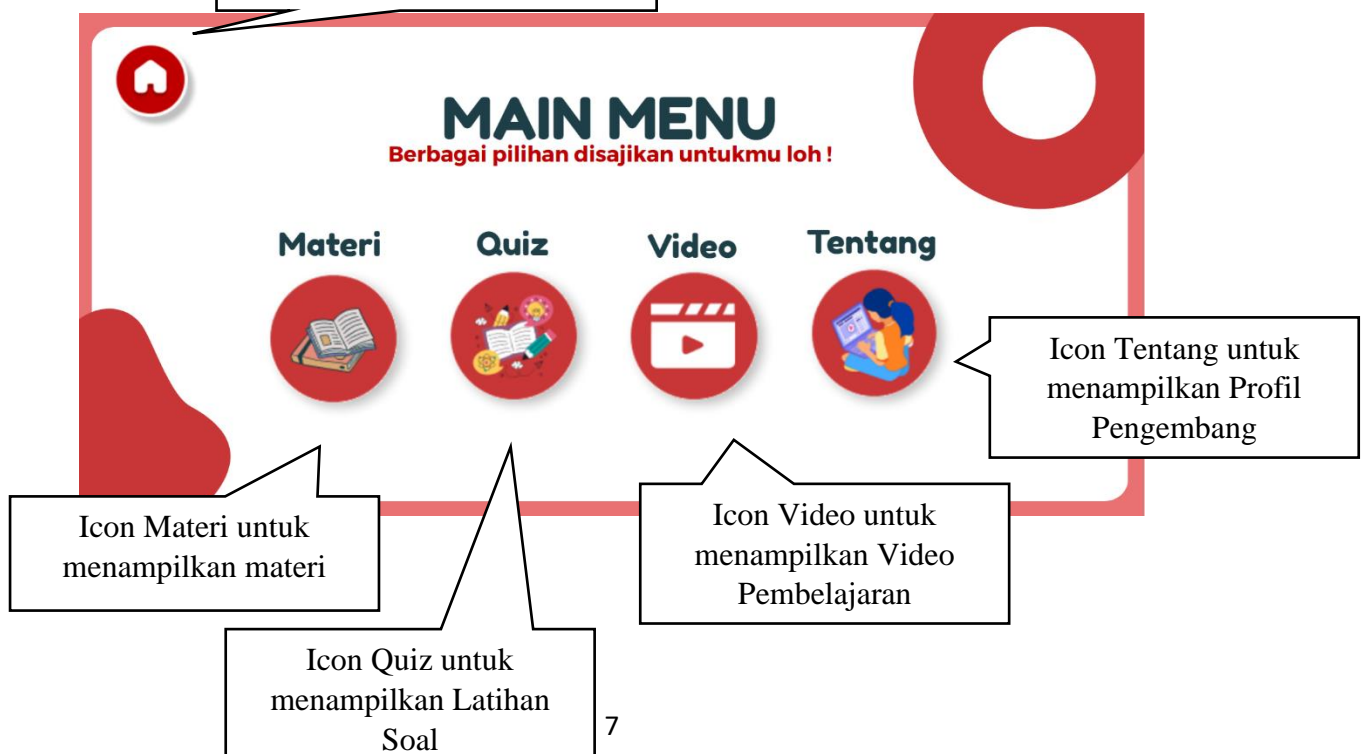 MAIN MENU
Berbagai pilihan disajikan untukmu loh !
Materi
Quiz
Video
Tentang
Icon Tentang untuk
menampilkan Profil
Pengembang
Icon Materi untuk
menampilkan materi
Icon Video untuk
menampilkan Video
Pembelajaran
Icon Quiz untuk
menampilkan Latihan
Soal
7